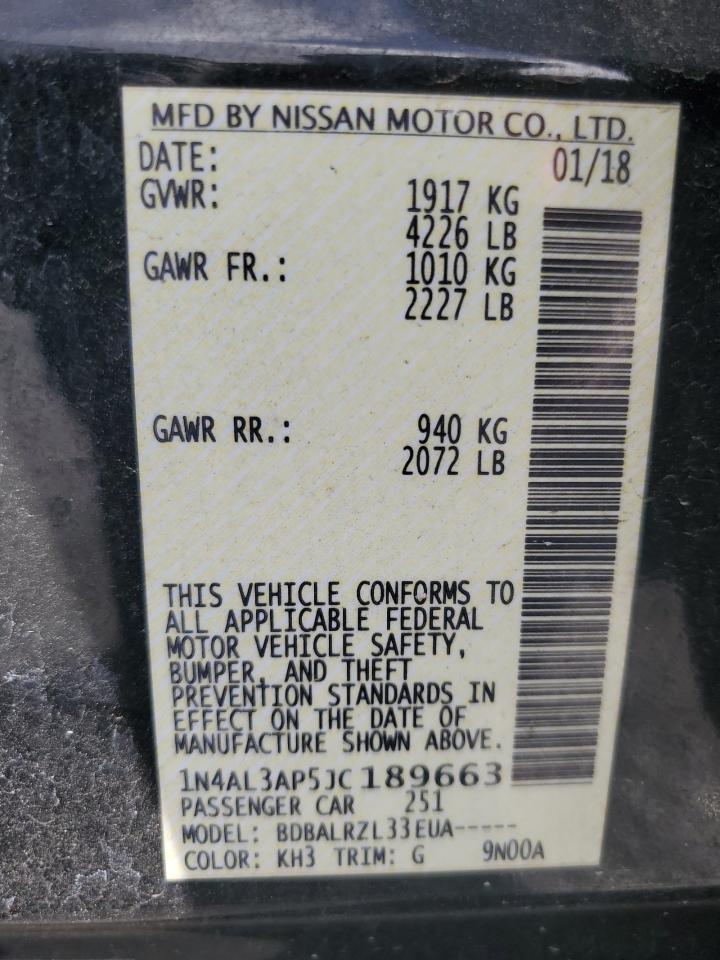 MFD BY NISSAN MOTOR CO., LTD.
DATE: 01/18
GVWR: 1917 KG
4226 LB
GAWR FR.: 1010 KG
2227 LB
GAWR RR.: 940 KG
2072 LB
THIS VEHICLE CONFORMS TO
ALL APPLICABLE FEDERAL
MOTOR VEHICLE SAFETY,
BUMPER, AND THEFT
PREVENTION STANDARDS IN
EFFECT ON THE DATE OF
MANUFACTURE SHOWN ABOVE.
1N4AL3AP5JC189663
PASSENGER CAR 251
MODEL: BDBALRZL33EUA-----
COLOR: KH3 TRIM: G 9N00A